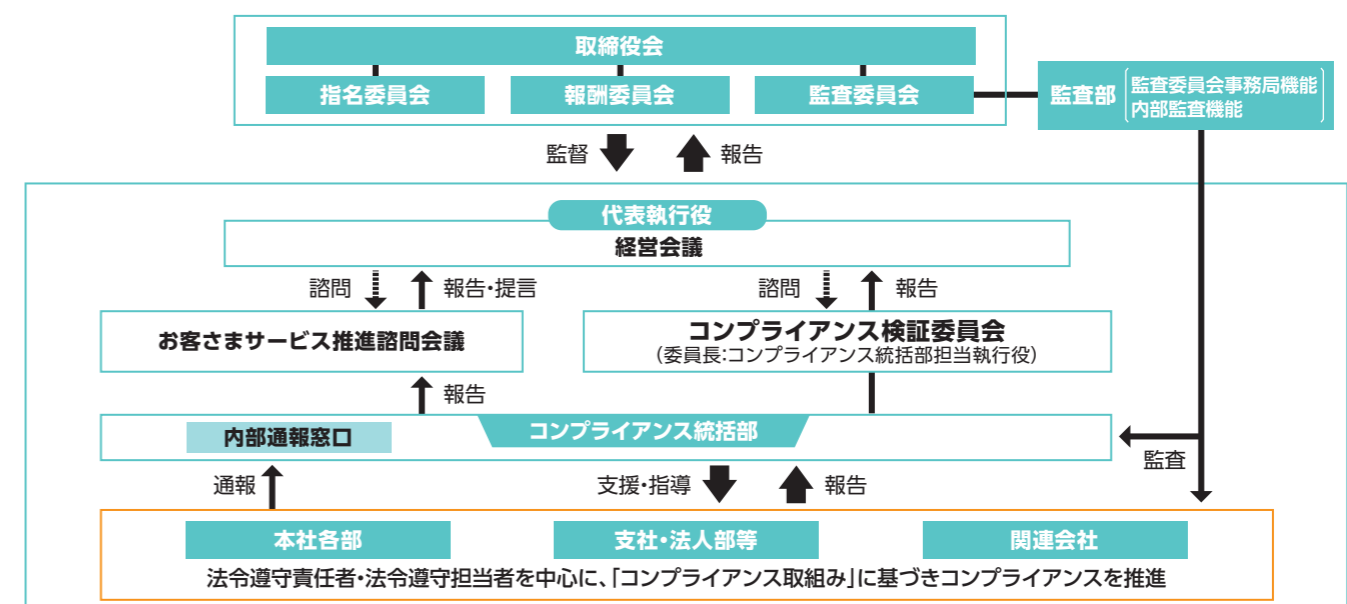 取締役会
指名委員会
報酬委員会
監査委員会
監査部
監査委員会事務局機能
内部監査機能
監督
報告
代表執行役
経営会議
諮問
報告・提言
諮問
報告
お客さまサービス推進諮問会議
コンプライアンス検証委員会
(委員長:コンプライアンス統括部担当執行役)
報告
内部通報窓口
コンプライアンス統括部
監査
通報
支援・指導
報告
本社各部
支社・法人部等
関連会社
法令遵守責任者・法令遵守担当者を中心に、「コンプライアンス取組み」に基づきコンプライアンスを推進